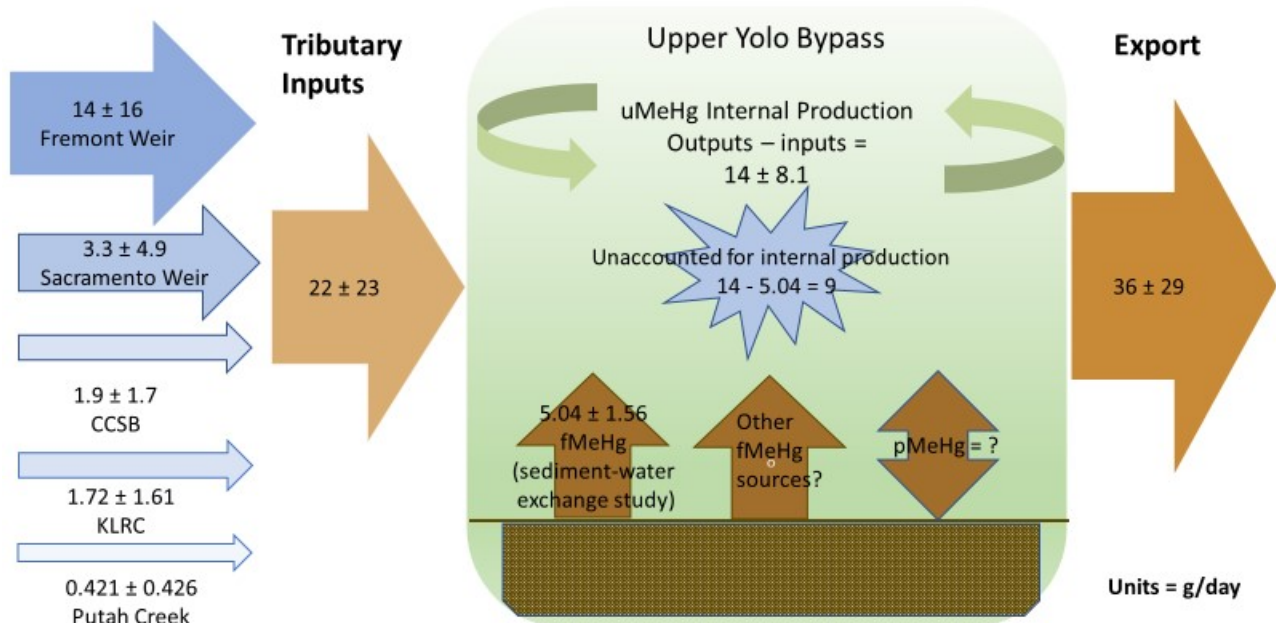 14 ± 16
Fremont Weir
3.3 ± 4.9
Sacramento Weir
1.9 ± 1.7
CCSB
1.72 ± 1.61
KLRC
0.421 ± 0.426
Putah Creek
Tributary
Inputs
22 ± 23
Upper Yolo Bypass
uMeHg Internal Production
Outputs – inputs =
14 ± 8.1
Unaccounted for internal production
14 - 5.04 = 9
5.04 ± 1.56
fMeHg
(sediment-water
exchange study)
Other
fMeHg
sources?
pMeHg = ?
Export
36 ± 29
Units = g/day